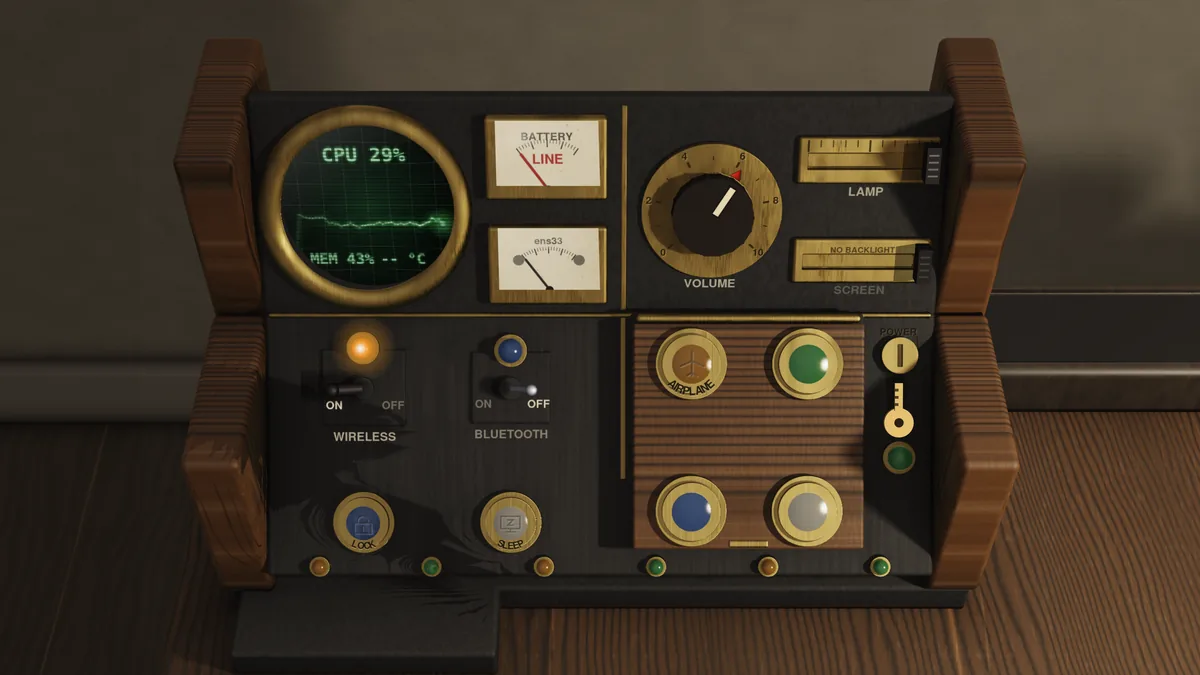 CPU 29%
MEM 43% -- °C
BATTERY
LINE
ens33
0
2
4
6
8
10
VOLUME
LAMP
NO BACKLIGHT
SCREEN
ON
OFF
WIRELESS
ON
OFF
BLUETOOTH
AIRPLANE
POWER
LOCK
Z
SLEEP